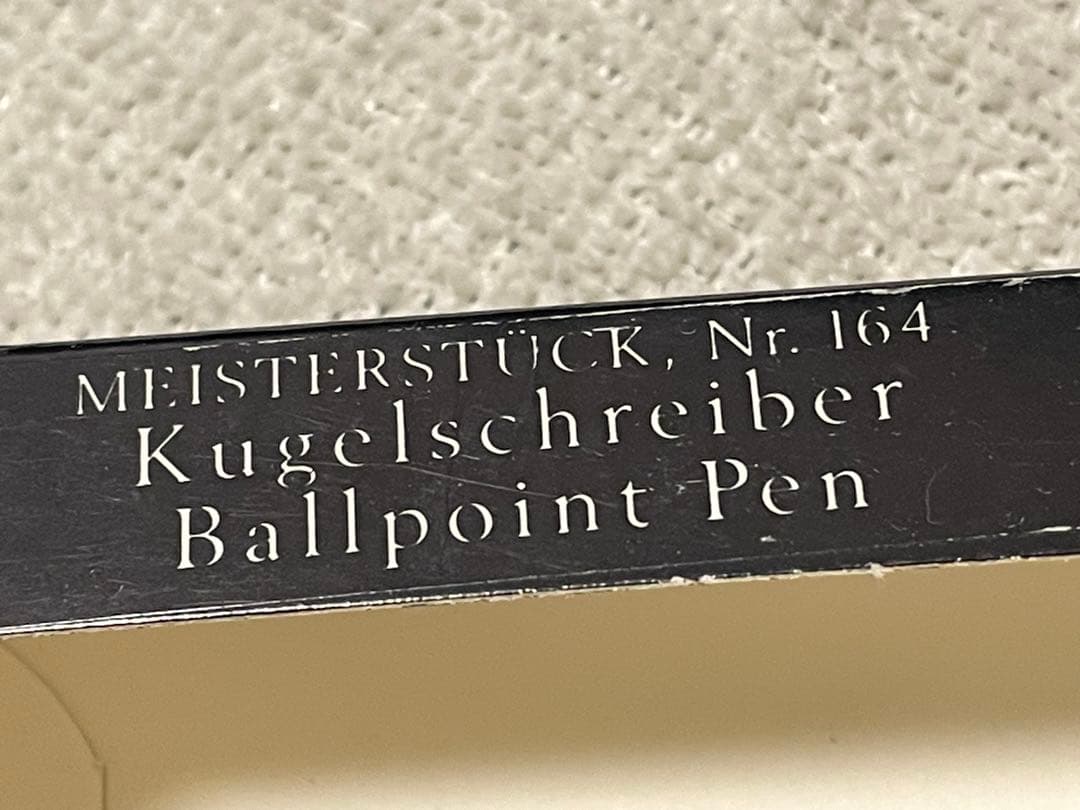 MEISTERSTÜCK, Nr. 164
Kugelschreiber
Ballpoint Pen